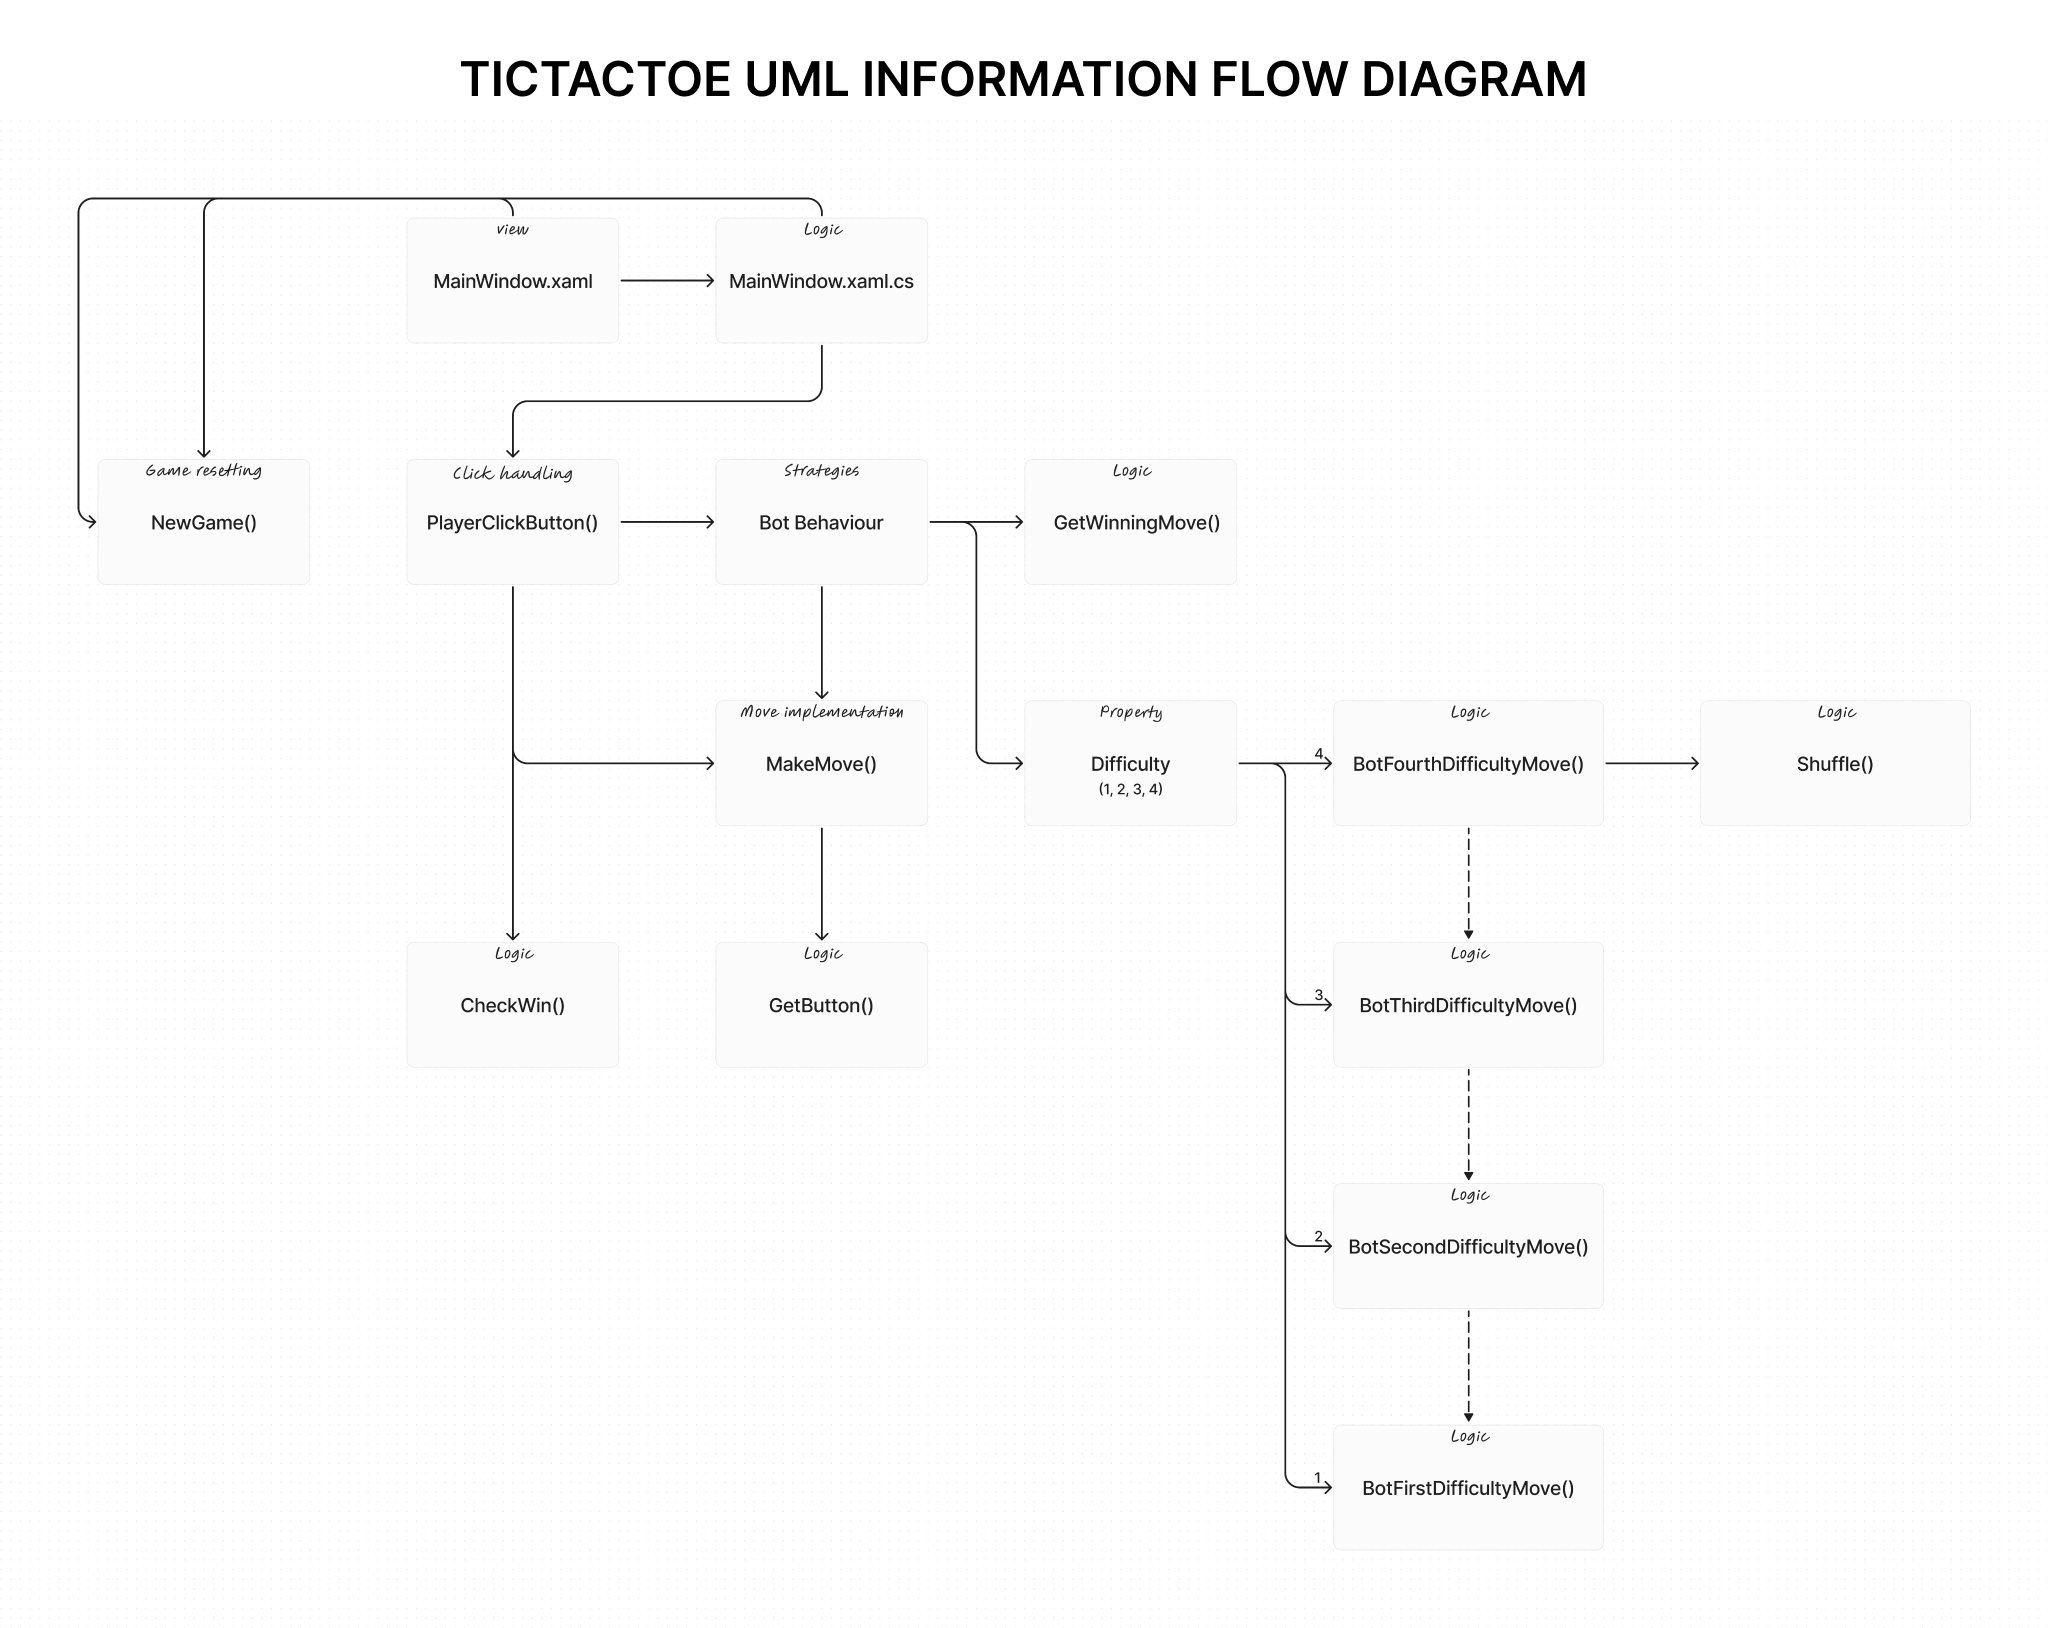 TICTACTOE UML INFORMATION FLOW DIAGRAM
view
MainWindow.xaml
Logic
MainWindow.xaml.cs
Game resetting
NewGame()
Click handling
PlayerClickButton()
Strategies
Bot Behaviour
Logic
GetWinningMove()
Move implementation
MakeMove()
Property
Difficulty
(1, 2, 3, 4)
4
Logic
BotFourthDifficultyMove()
Logic
Shuffle()
Logic
CheckWin()
Logic
GetButton()
3
Logic
BotThirdDifficultyMove()
2
Logic
BotSecondDifficultyMove()
1
Logic
BotFirstDifficultyMove()